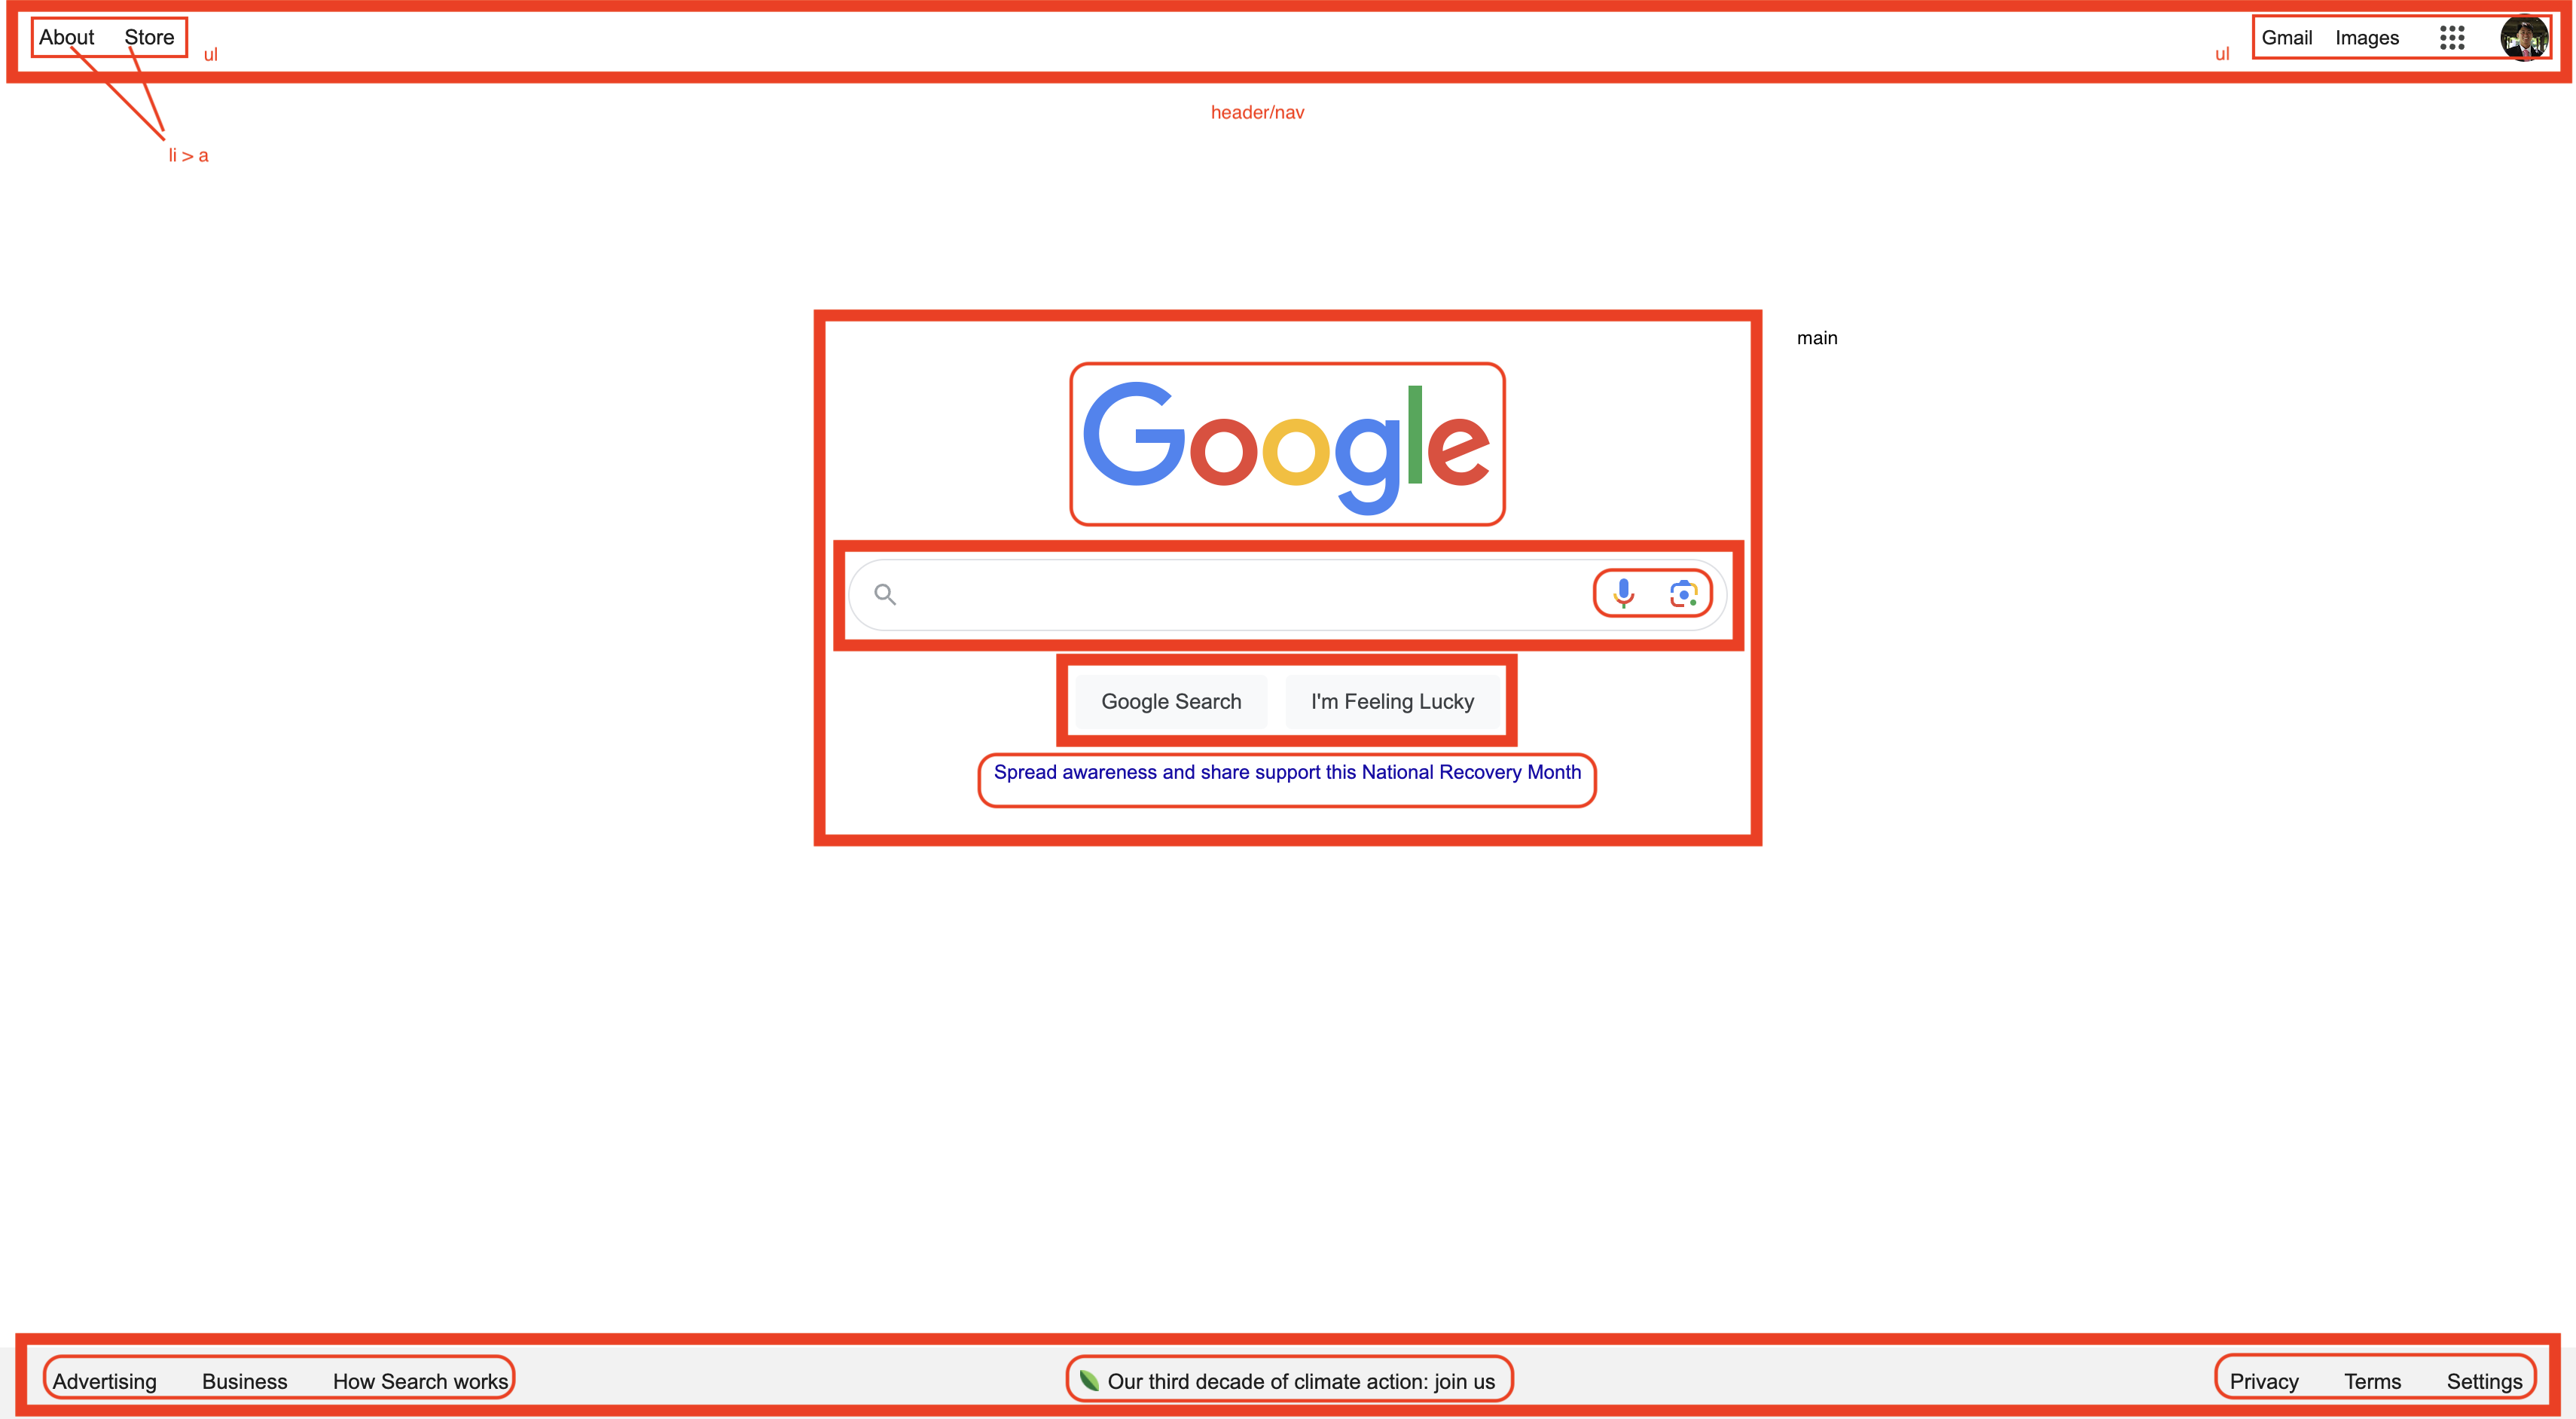 About Store ul
ul Gmail Images
header/nav
li > a
main
Google
Google Search I'm Feeling Lucky
Spread awareness and share support this National Recovery Month
Advertising Business How Search works
Our third decade of climate action: join us
Privacy Terms Settings